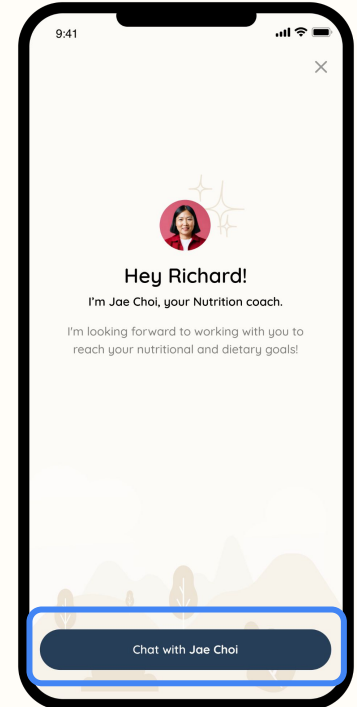 9:41
Hey Richard!
I'm Jae Choi, your Nutrition coach.
I'm looking forward to working with you to
reach your nutritional and dietary goals!
Chat with Jae Choi